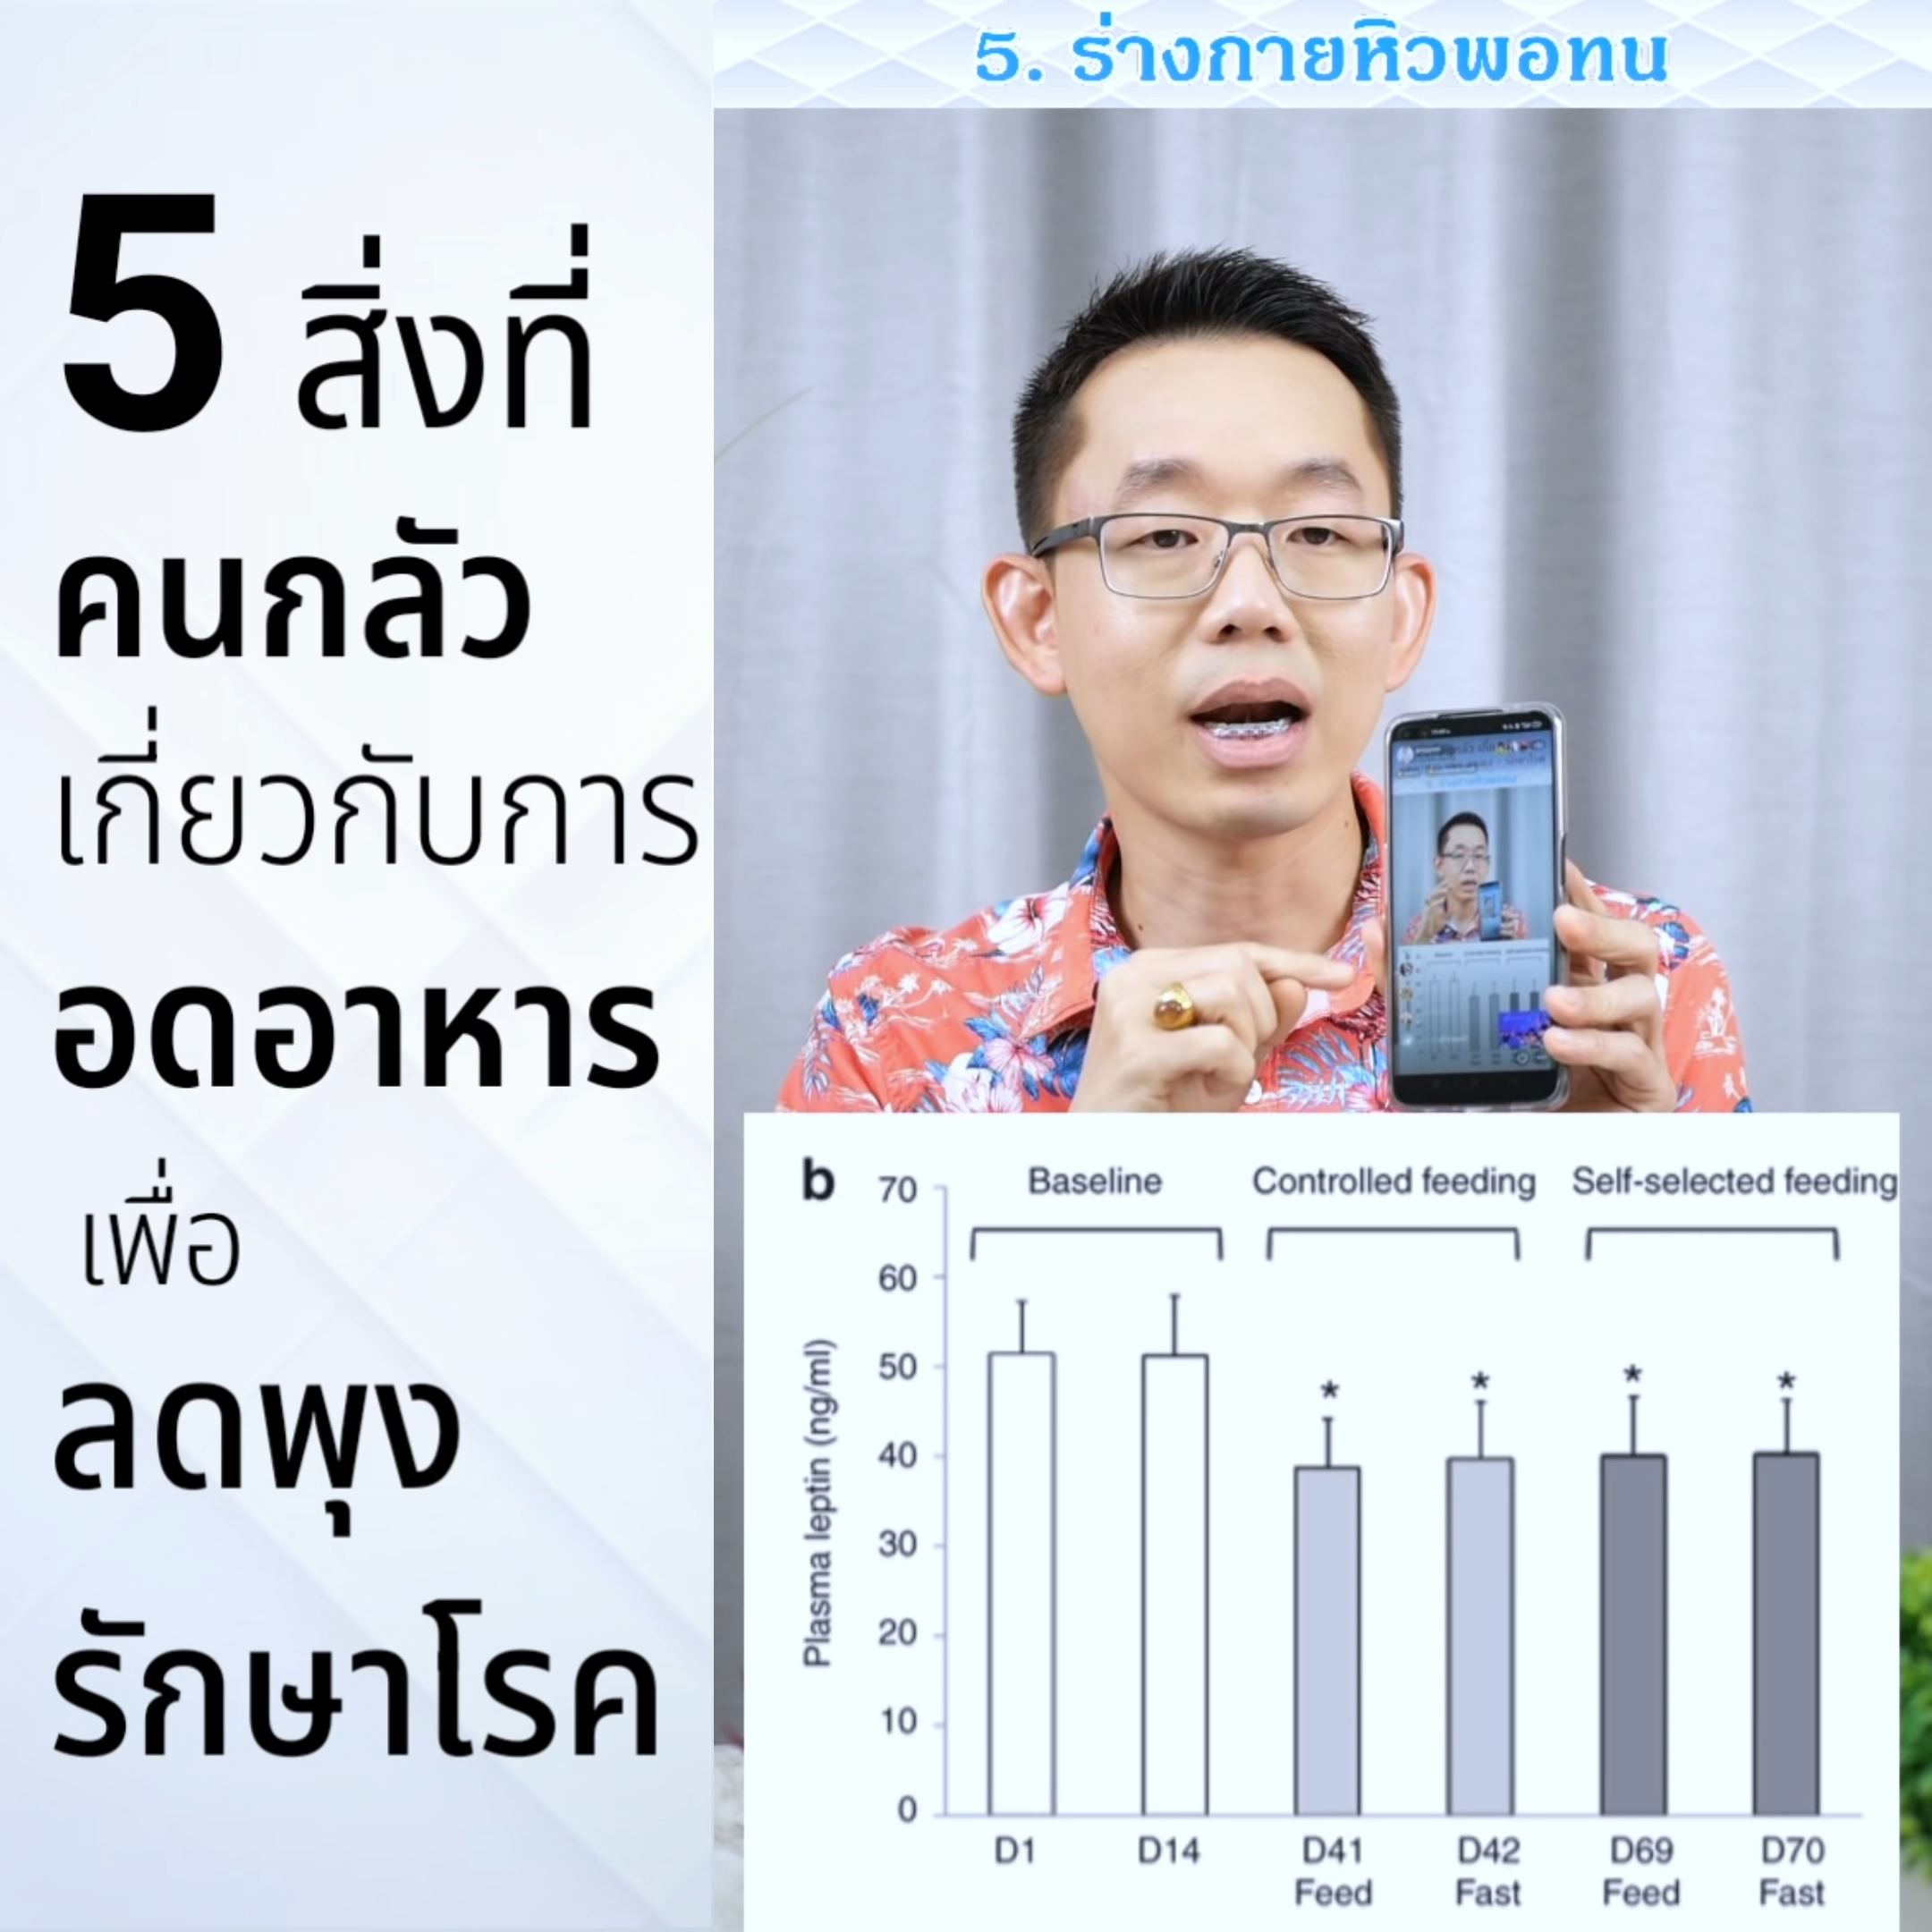 5 สิ่งที่
คนกลัว
เกี่ยวกับการ
อดอาหาร
เพื่อ
ลดพุง
รักษาโรค
5. ร่างกายหิวพอทน
b
Baseline
Controlled feeding
Self-selected feeding
Plasma leptin (ng/ml)
70
60
50
40
30
20
10
0
* * * *
D1
D14
D41 Feed
D42 Fast
D69 Feed
D70 Fast